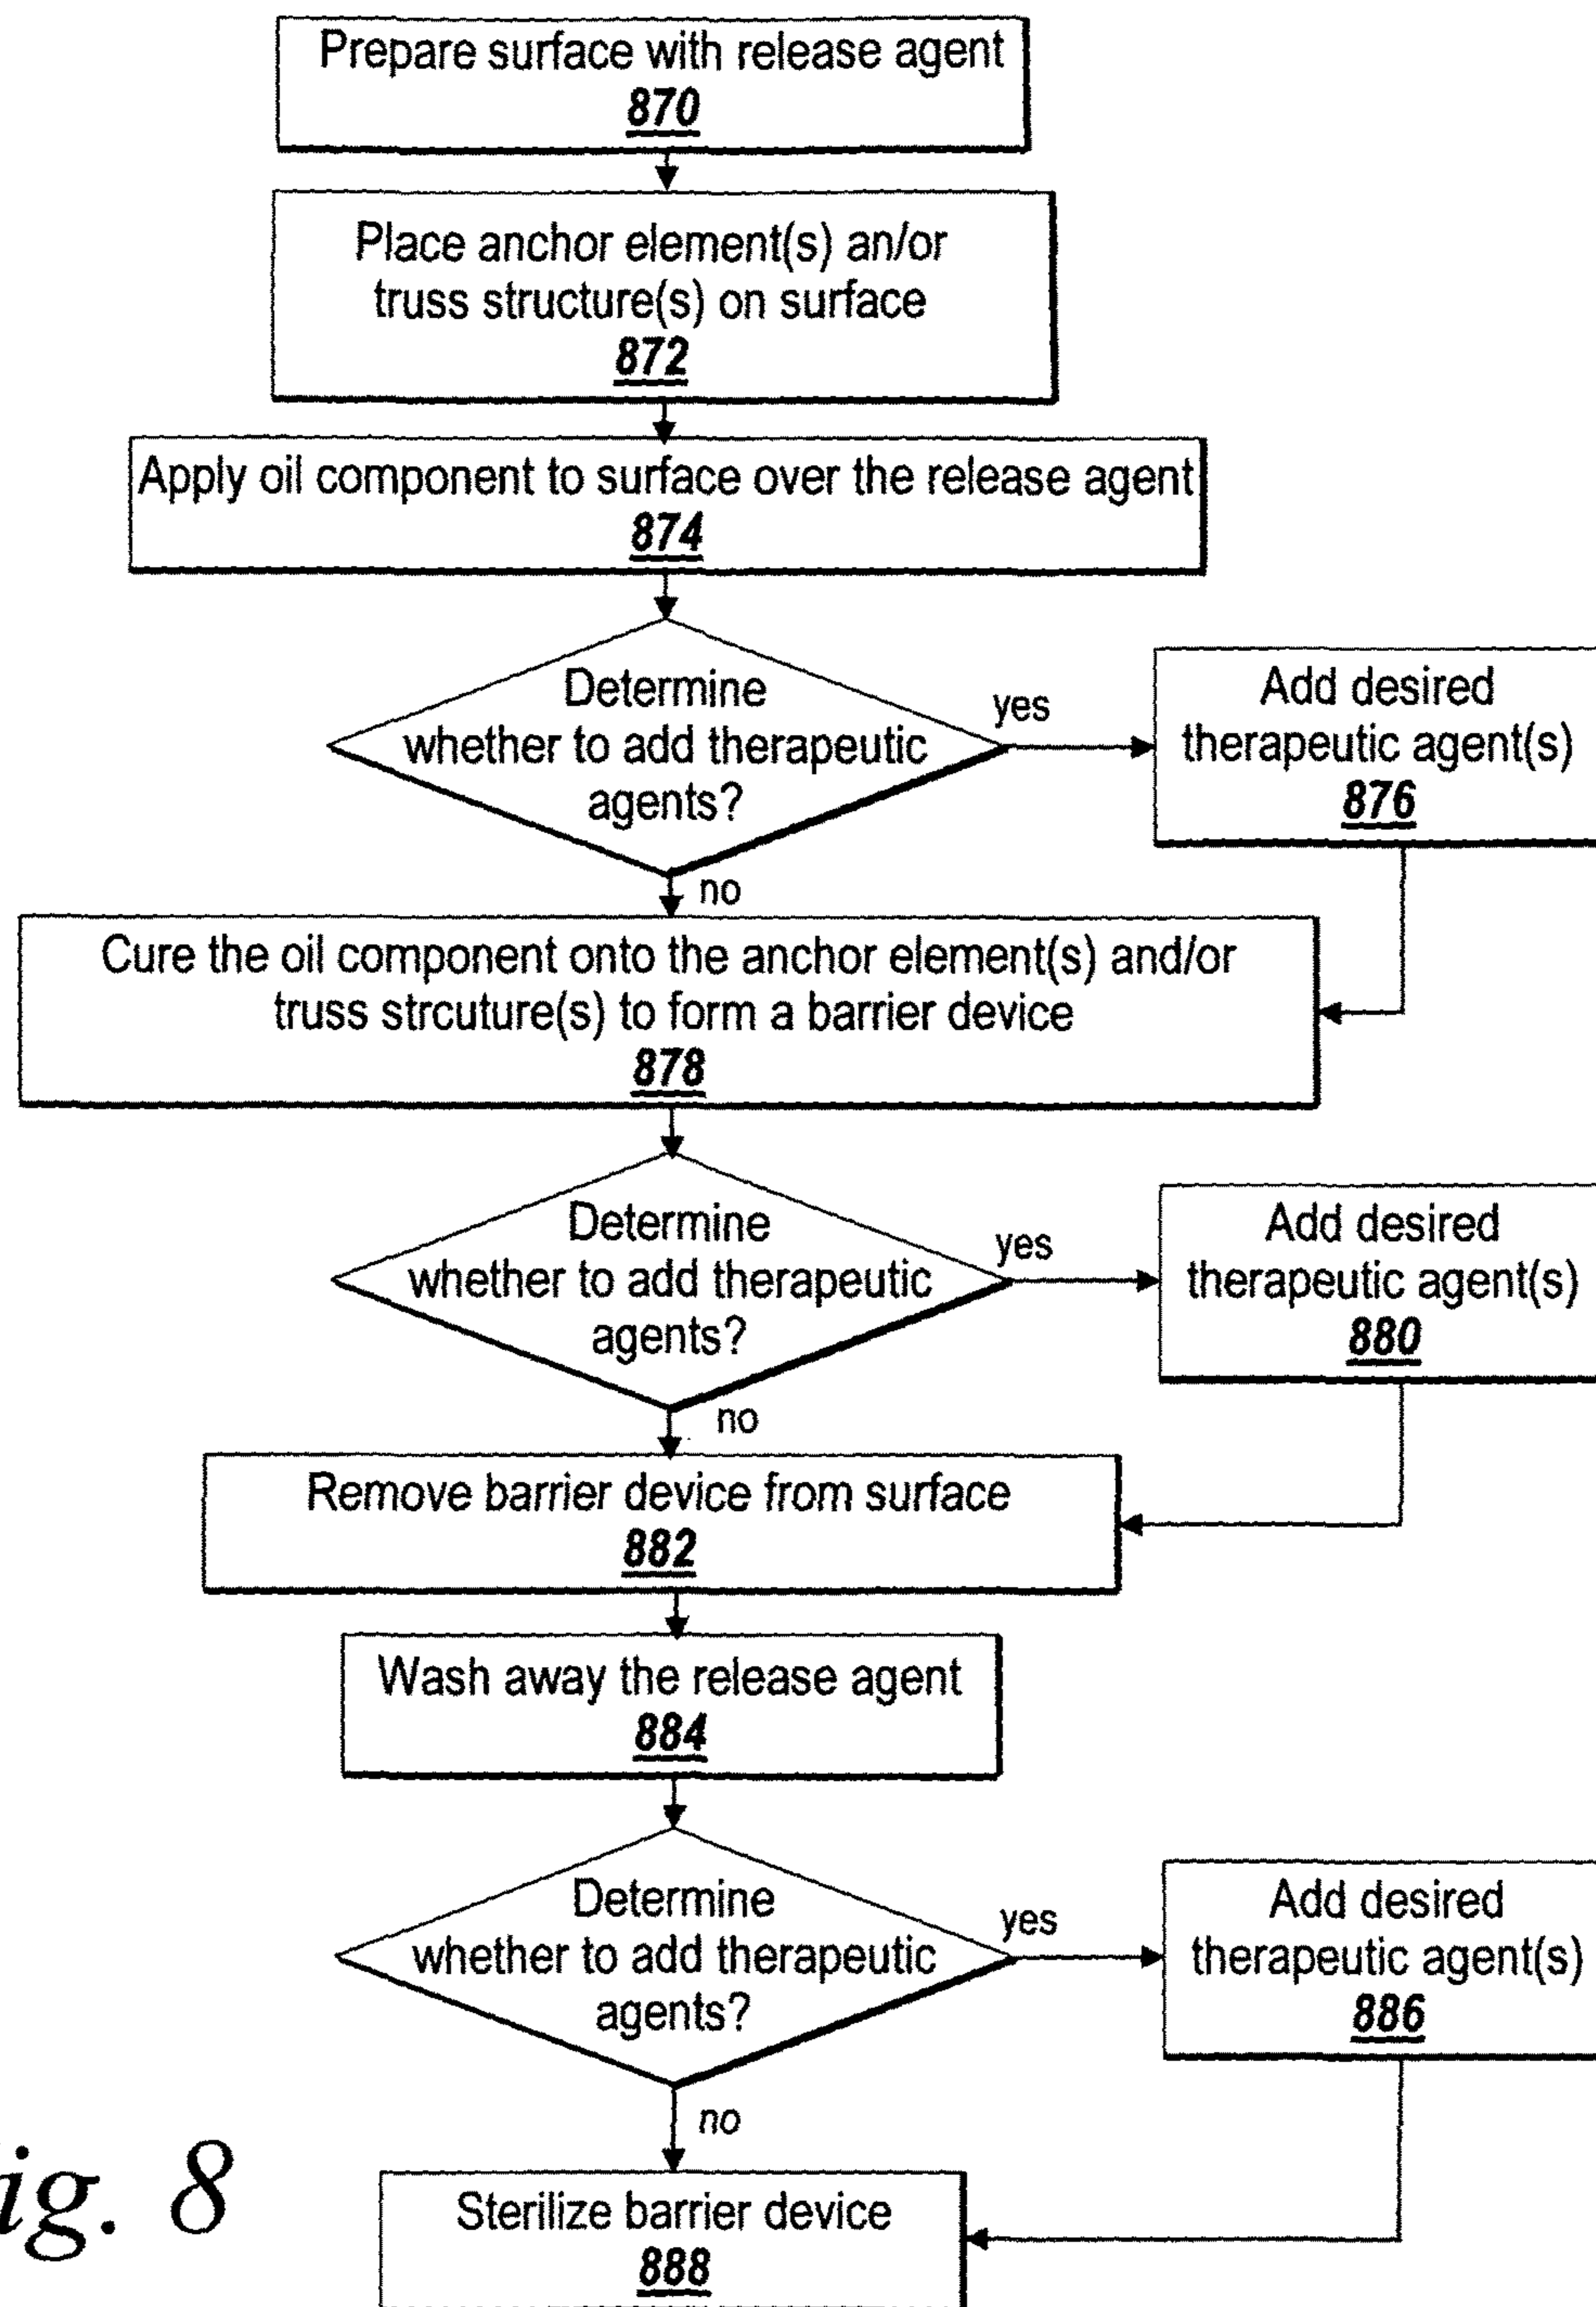 Prepare surface with release agent
870
Place anchor element(s) an/or
truss structure(s) on surface
872
Apply oil component to surface over the release agent
874
Determine
whether to add therapeutic
agents?
yes
Add desired
therapeutic agent(s)
876
no
Cure the oil component onto the anchor element(s) and/or
truss strcuture(s) to form a barrier device
878
Determine
whether to add therapeutic
agents?
yes
Add desired
therapeutic agent(s)
880
no
Remove barrier device from surface
882
Wash away the release agent
884
Determine
whether to add therapeutic
agents?
yes
Add desired
therapeutic agent(s)
886
no
Sterilize barrier device
888
ig. 8